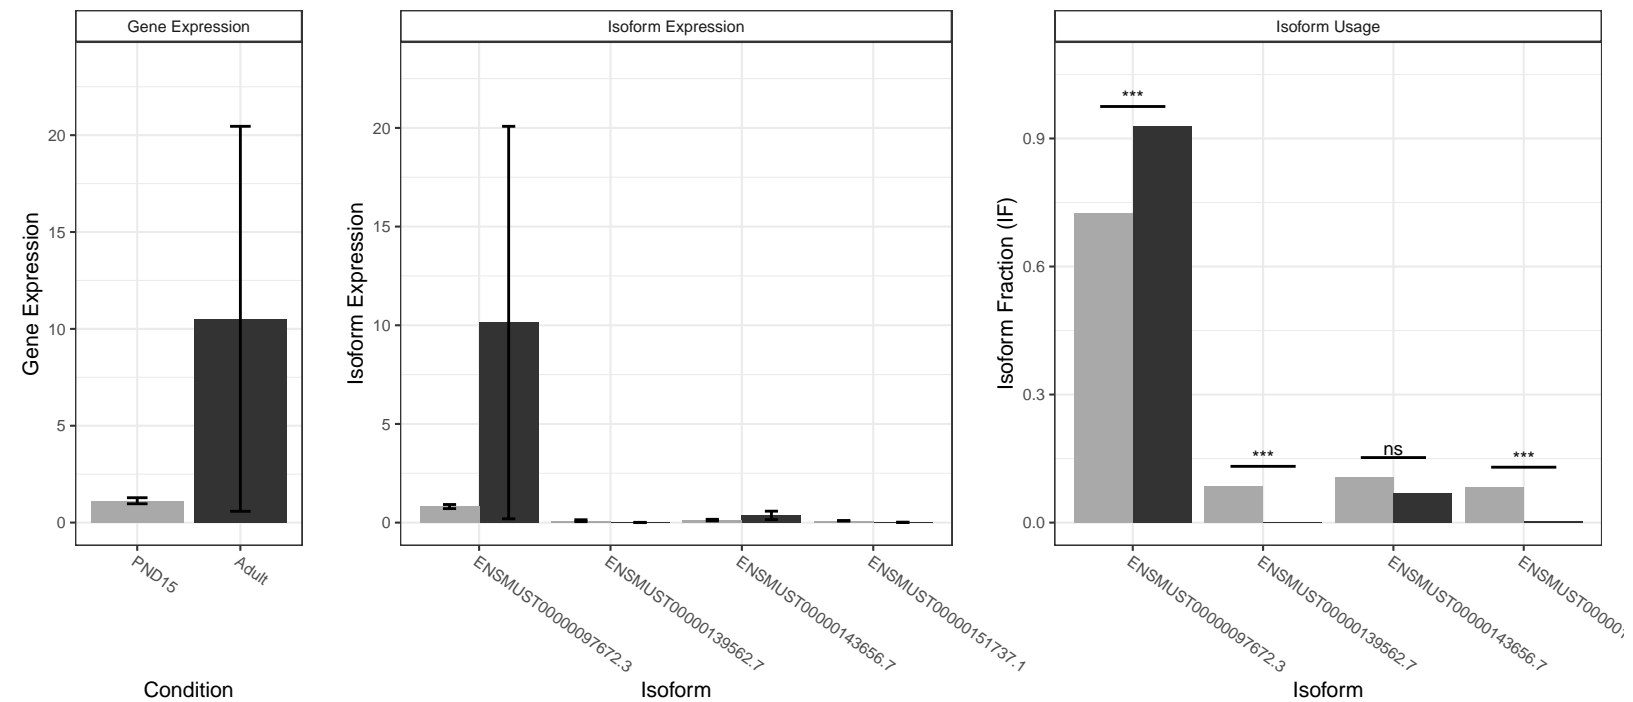 Gene Expression
Isoform Expression
Isoform Usage
Gene Expression
20
15
10
5
0
PND15
Adult
Condition
Isoform Expression
20
15
10
5
0
ENSMUST00000097672.3
ENSMUST00000139562.7
ENSMUST00000143656.7
ENSMUST00000151737.1
Isoform
Isoform Fraction (IF)
0.9
0.6
0.3
0.0
***
***
ns
***
ENSMUST00000097672.3
ENSMUST00000139562.7
ENSMUST00000143656.7
Isoform